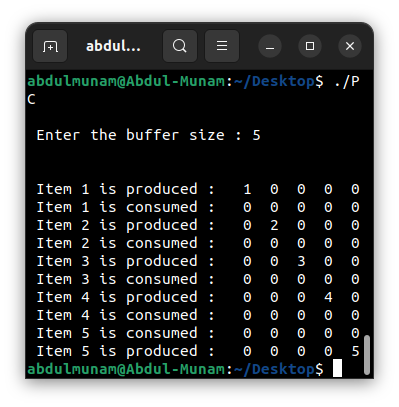 abdul...
abdulmunam@Abdul-Munam:~/Desktop$ ./P
C
Enter the buffer size : 5
Item 1 is produced :   1  0  0  0  0
Item 1 is consumed :   0  0  0  0  0
Item 2 is produced :   0  2  0  0  0
Item 2 is consumed :   0  0  0  0  0
Item 3 is produced :   0  0  3  0  0
Item 3 is consumed :   0  0  0  0  0
Item 4 is produced :   0  0  0  4  0
Item 4 is consumed :   0  0  0  0  0
Item 5 is consumed :   0  0  0  0  0
Item 5 is produced :   0  0  0  0  5
abdulmunam@Abdul-Munam:~/Desktop$